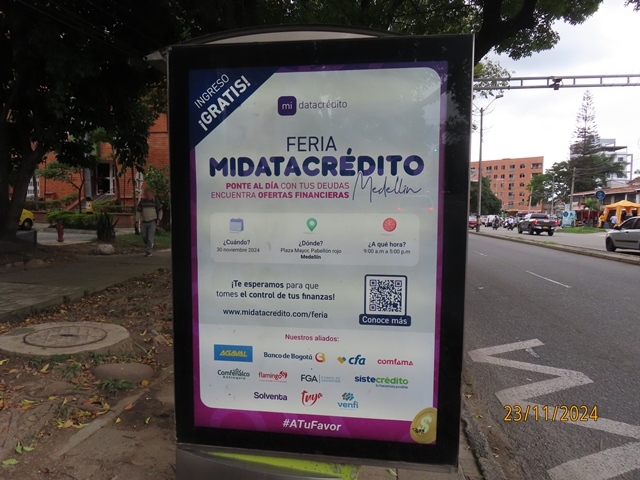 INGRESO
¡GRATIS!
mi datacrédito
FERIA
MIDATACRÉDITO
Medellín
PONTE AL DÍA CON TUS DEUDAS
ENCUENTRA OFERTAS FINANCIERAS
¿Cuándo?
30 noviembre 2024
¿Dónde?
Plaza Mayor, Pabellón rojo
Medellín
¿A qué hora?
9:00 a.m a 5:00 p.m
¡Te esperamos para que
tomes el control de tus finanzas!
www.midatacredito.com/feria
Conoce más
Nuestros aliados:
Banco de Bogotá
cfa
comfama
Comfenalco
Antioquia
flamingo
FGA
sistecrédito
Solventa
tuya
venfi
#ATuFavor
23/11/2024